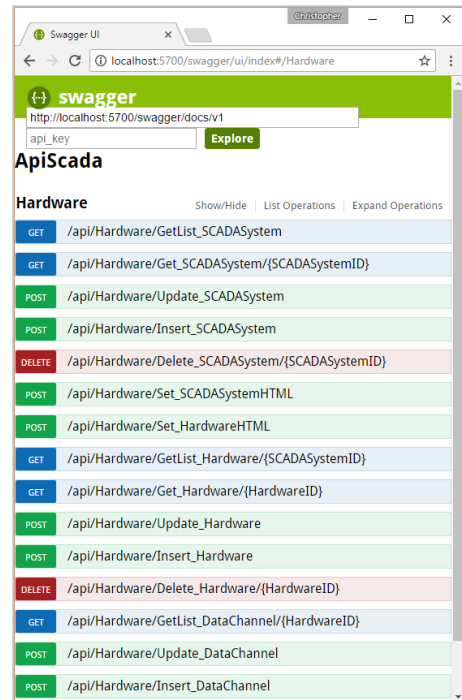 Christopher
Swagger UI
localhost:5700/swagger/ui/index#/Hardware
{···} swagger
http://localhost:5700/swagger/docs/v1
api_key Explore
ApiScada
Hardware Show/Hide List Operations Expand Operations
GET /api/Hardware/GetList_SCADASystem
GET /api/Hardware/Get_SCADASystem/{SCADASystemID}
POST /api/Hardware/Update_SCADASystem
POST /api/Hardware/Insert_SCADASystem
DELETE /api/Hardware/Delete_SCADASystem/{SCADASystemID}
POST /api/Hardware/Set_SCADASystemHTML
POST /api/Hardware/Set_HardwareHTML
GET /api/Hardware/GetList_Hardware/{SCADASystemID}
GET /api/Hardware/Get_Hardware/{HardwareID}
POST /api/Hardware/Update_Hardware
POST /api/Hardware/Insert_Hardware
DELETE /api/Hardware/Delete_Hardware/{HardwareID}
GET /api/Hardware/GetList_DataChannel/{HardwareID}
POST /api/Hardware/Update_DataChannel
POST /api/Hardware/Insert_DataChannel